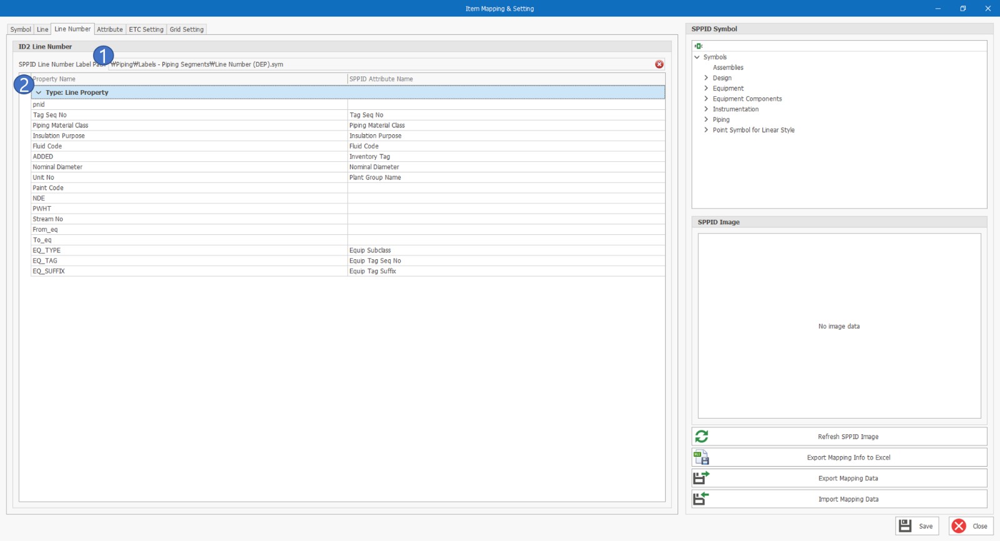 Item Mapping & Setting
Symbol Line Line Number Attribute ETC Setting Grid Setting
ID2 Line Number
1
SPPID Line Number Label Path ₩Piping₩Labels - Piping Segments₩Line Number (DEP).sym
2
Property Name SPPID Attribute Name
Type: Line Property
pnid
Tag Seq No Tag Seq No
Piping Material Class Piping Material Class
Insulation Purpose Insulation Purpose
Fluid Code Fluid Code
ADDED Inventory Tag
Nominal Diameter Nominal Diameter
Unit No Plant Group Name
Paint Code
NDE
PWHT
Stream No
From_eq
To_eq
EQ_TYPE Equip Subclass
EQ_TAG Equip Tag Seq No
EQ_SUFFIX Equip Tag Suffix
SPPID Symbol
Symbols
Assemblies
Design
Equipment
Equipment Components
Instrumentation
Piping
Point Symbol for Linear Style
SPPID Image
No image data
Refresh SPPID Image
Export Mapping Info to Excel
Export Mapping Data
Import Mapping Data
Save Close